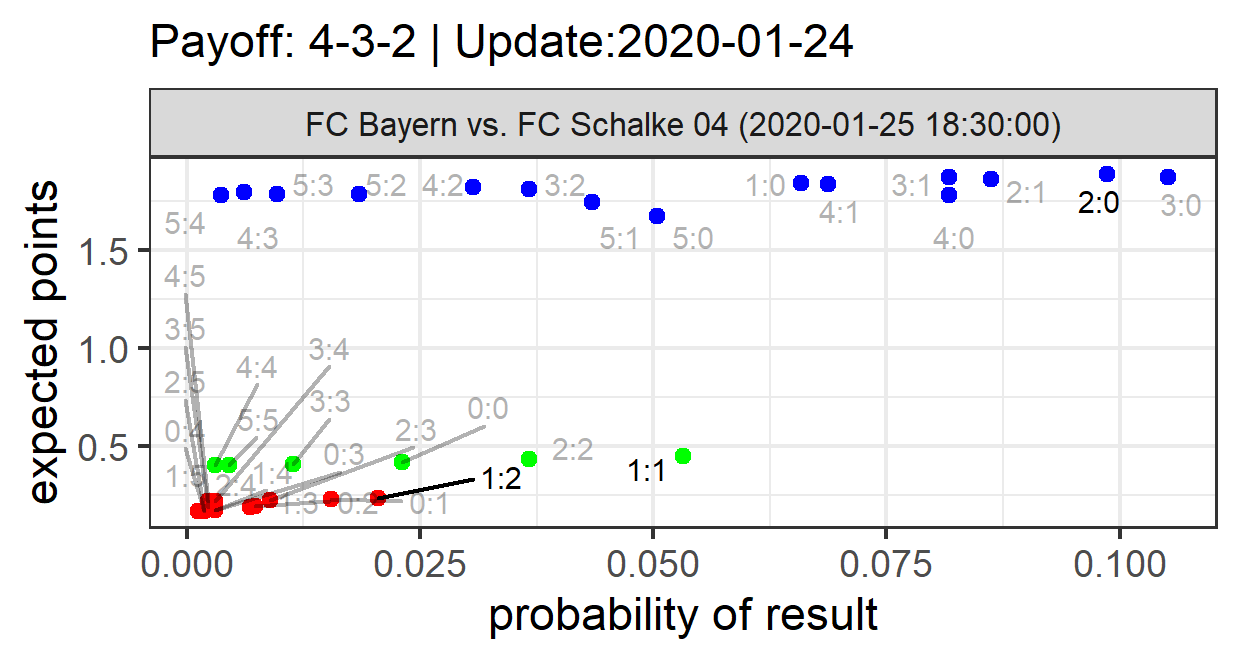 Payoff: 4-3-2 | Update:2020-01-24
FC Bayern vs. FC Schalke 04 (2020-01-25 18:30:00)
expected points
1.5
1.0
0.5
5:3 5:2 4:2 3:2 1:0 3:1 2:1 2:0 3:0
5:4 4:3 5:1 5:0 4:1 4:0
4:5
3:5 3:4
2:5 4:4 3:3
5:5 2:3 0:0
0:3 2:2
2:4 1:4 1:2 1:1
1:3 0:2 0:1
0.000 0.025 0.050 0.075 0.100
probability of result